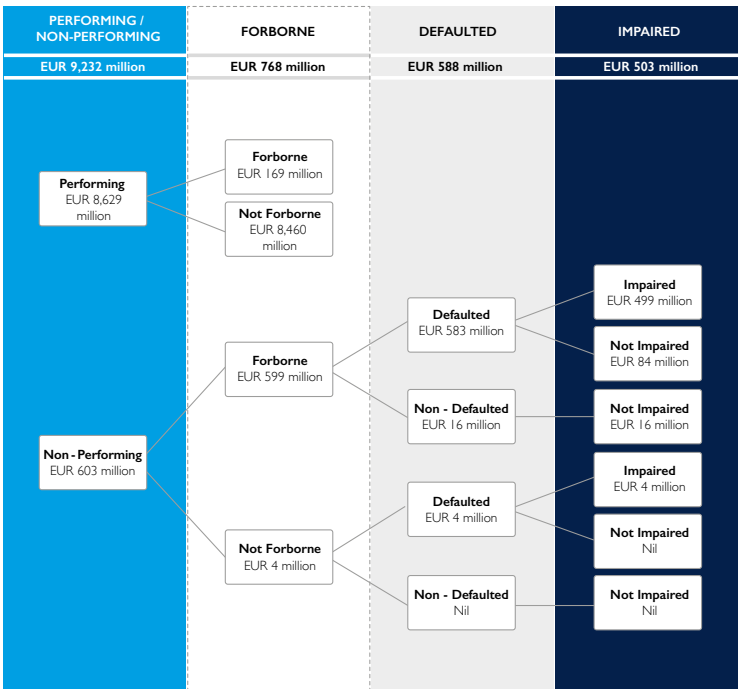 PERFORMING /
NON-PERFORMING
FORBORNE
DEFAULTED
IMPAIRED
EUR 9,232 million
EUR 768 million
EUR 588 million
EUR 503 million
Performing
EUR 8,629
million
Forborne
EUR 169 million
Not Forborne
EUR 8,460
million
Non - Performing
EUR 603 million
Forborne
EUR 599 million
Defaulted
EUR 583 million
Impaired
EUR 499 million
Not Impaired
EUR 84 million
Non - Defaulted
EUR 16 million
Not Impaired
EUR 16 million
Not Forborne
EUR 4 million
Defaulted
EUR 4 million
Impaired
EUR 4 million
Not Impaired
Nil
Non - Defaulted
Nil
Not Impaired
Nil